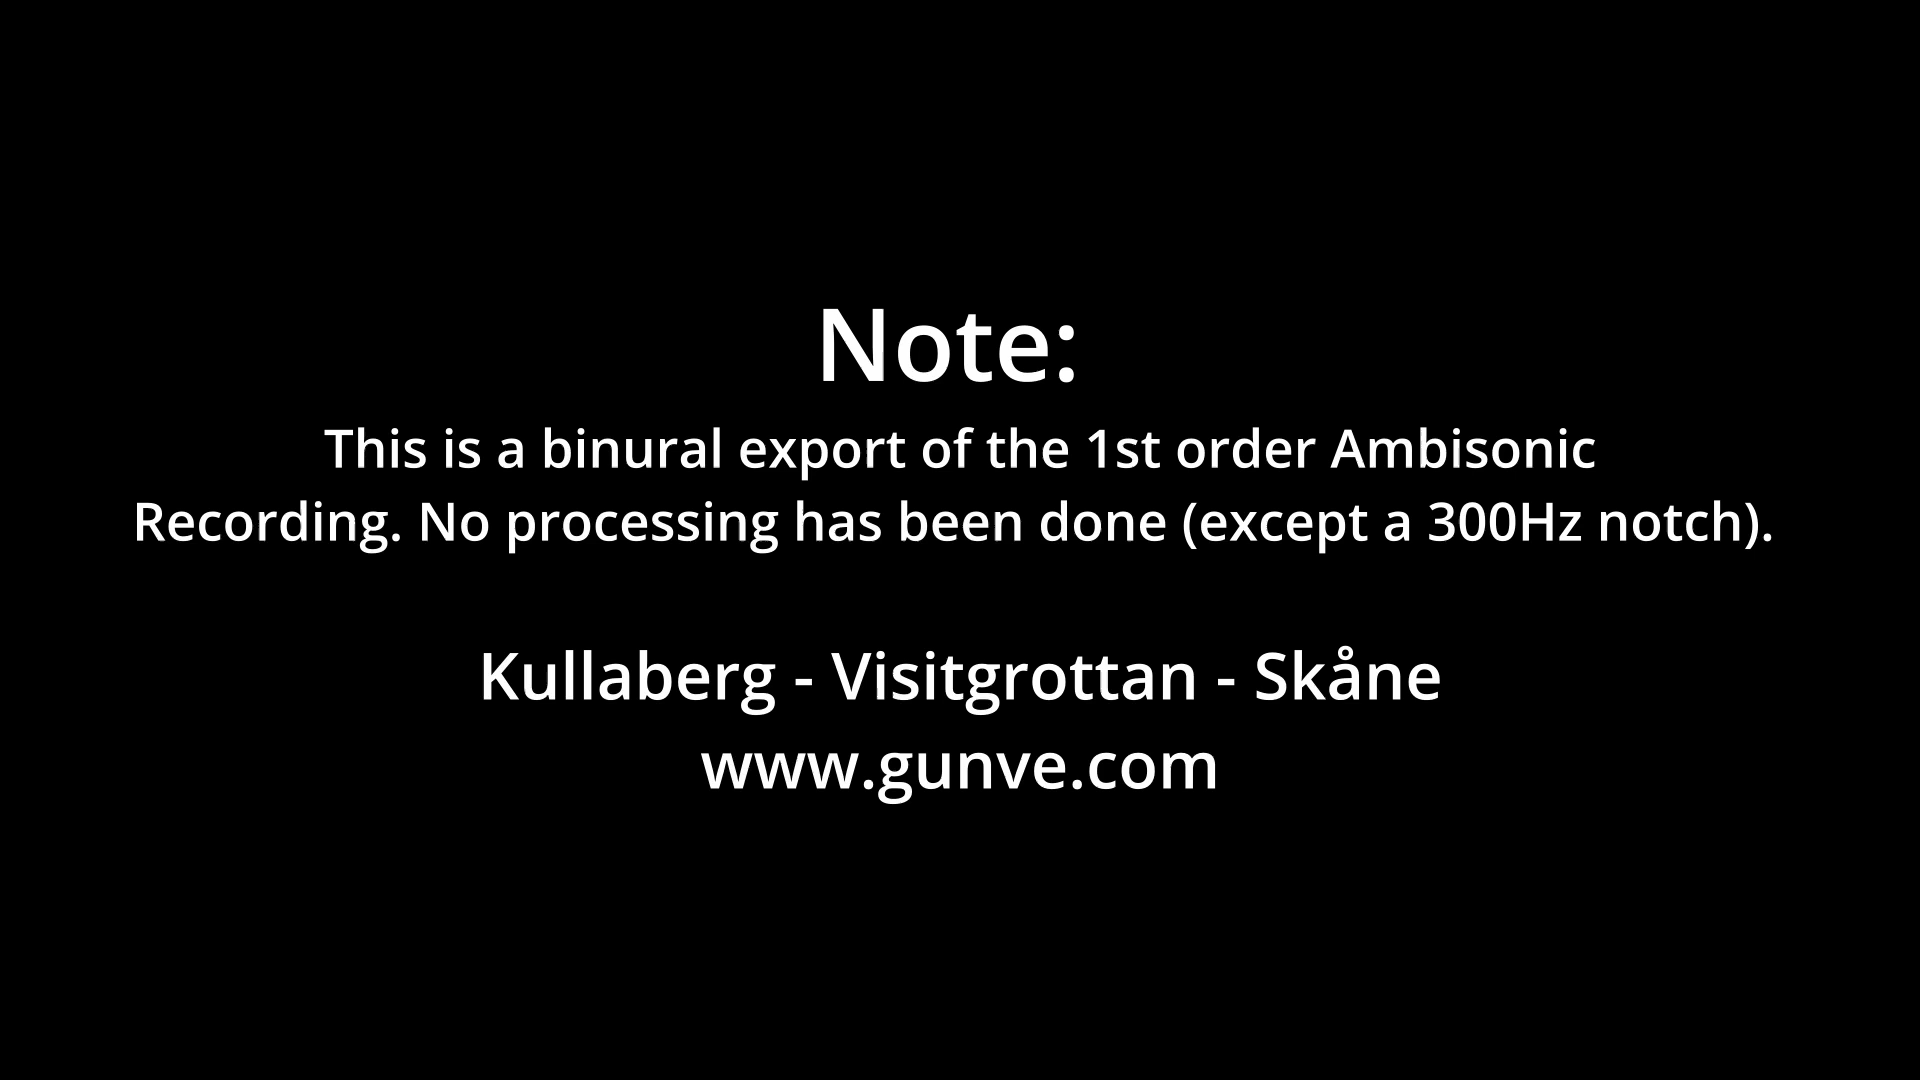 Note:
This is a binural export of the 1st order Ambisonic
Recording. No processing has been done (except a 300Hz notch).
Kullaberg - Visitgrottan - Skåne
www.gunve.com